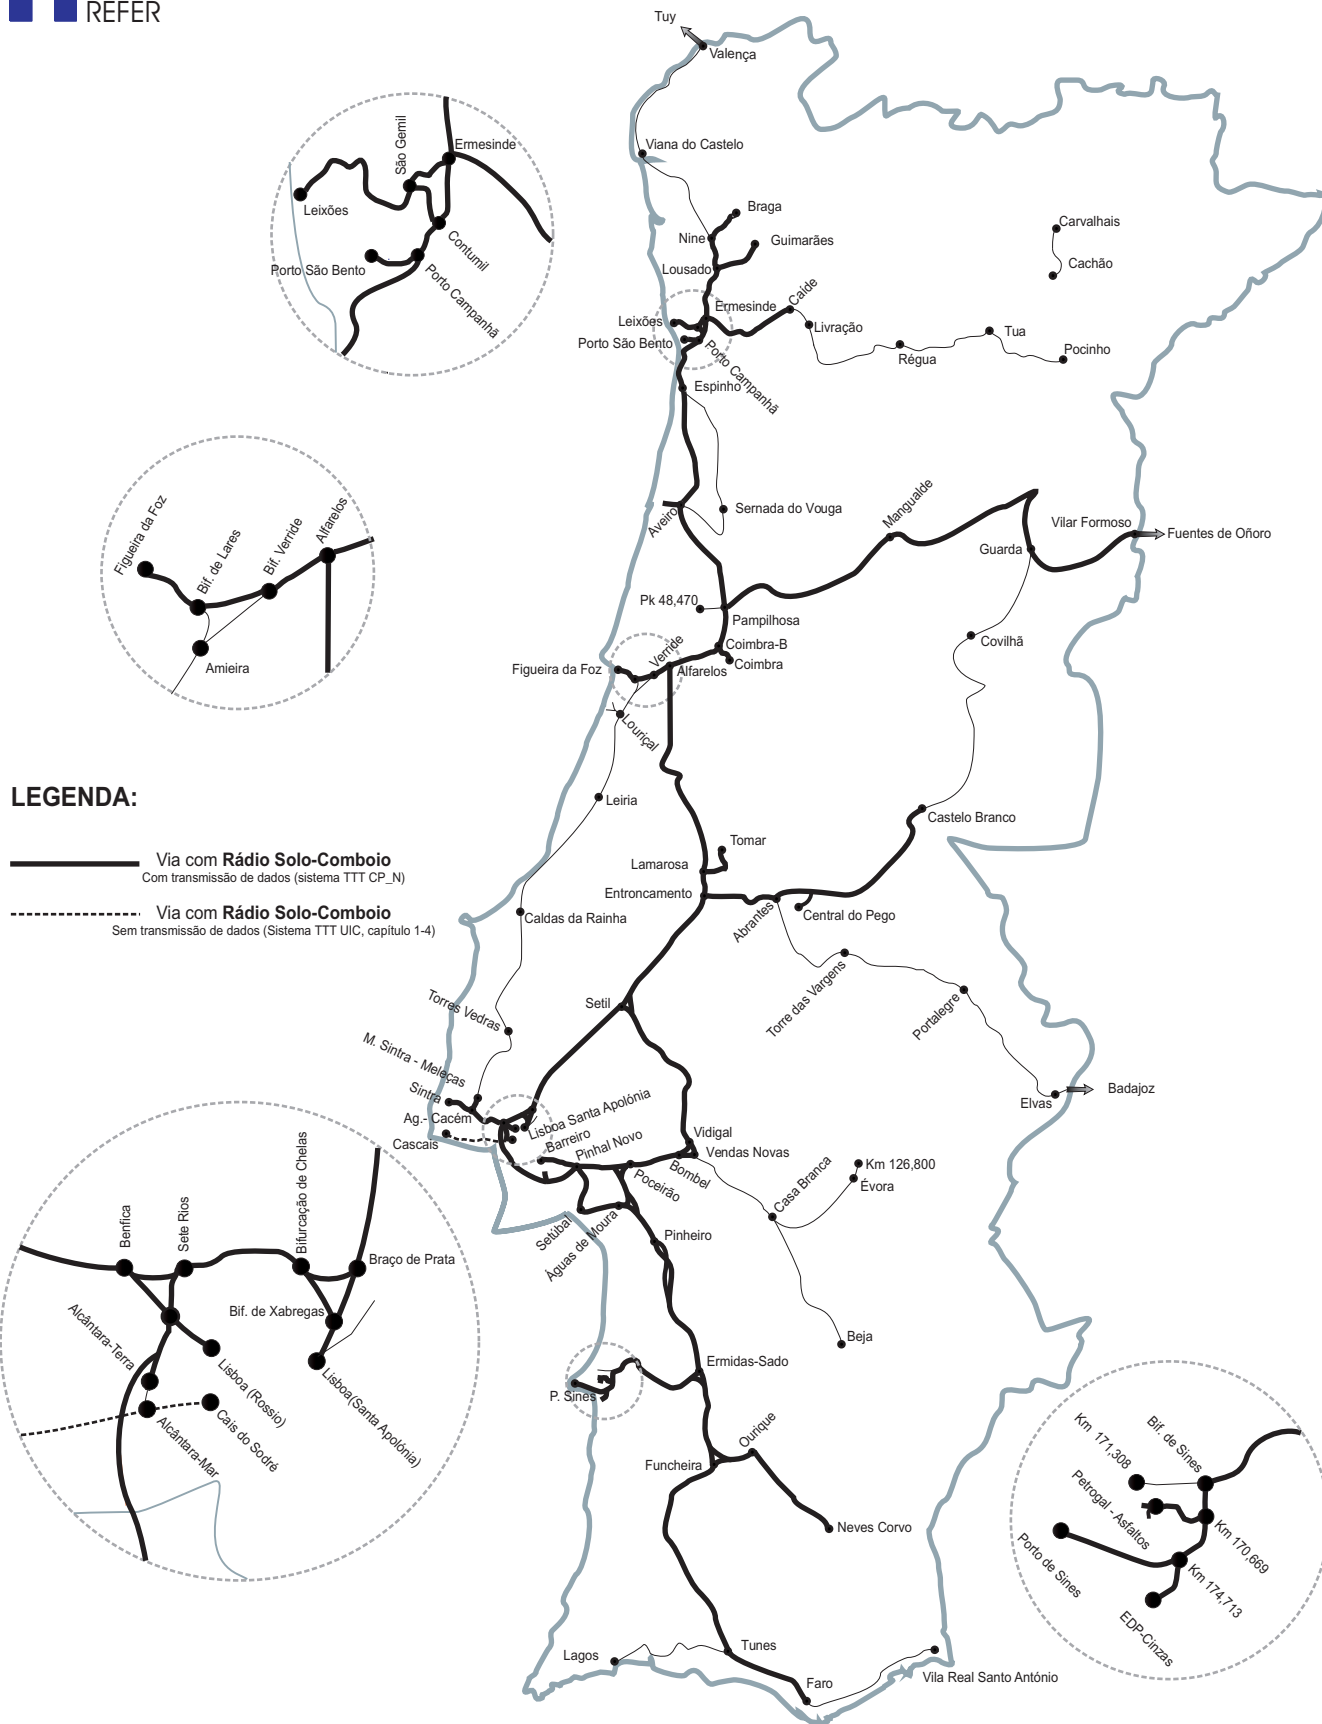 REFER
Tuy
Valença
Viana do Castelo
Braga
Nine
Guimarães
Lousado
Carvalhais
Cachão
Ermesinde
Caíde
Leixões
Livração
Tua
Porto São Bento
Porto Campanhã
Régua
Pocinho
Espinho
São Gemil
Ermesinde
Leixões
Contumil
Porto São Bento
Porto Campanhã
Sernada do Vouga
Aveiro
Mangualde
Vilar Formoso
Fuentes de Oñoro
Guarda
Pk 48,470
Pampilhosa
Covilhã
Coimbra-B
Coimbra
Verride
Figueira da Foz
Alfarelos
Louriçal
Figueira da Foz
Bif. de Lares
Bif. Verride
Alfarelos
Amieira
LEGENDA:
Via com Rádio Solo-Comboio
Com transmissão de dados (sistema TTT CP_N)
Via com Rádio Solo-Comboio
Sem transmissão de dados (Sistema TTT UIC, capítulo 1-4)
Leiria
Castelo Branco
Tomar
Lamarosa
Entroncamento
Abrantes
Central do Pego
Caldas da Rainha
Torre das Vargens
Portalegre
Setil
Torres Vedras
M. Sintra - Meleças
Sintra
Ag.- Cacém
Cascais
Elvas
Badajoz
Lisboa Santa Apolónia
Barreiro
Pinhal Novo
Vidigal
Vendas Novas
Bombel
Poceirão
Km 126,800
Évora
Casa Branca
Setúbal
Águas de Moura
Pinheiro
Beja
Ermidas-Sado
P. Sines
Ourique
Funcheira
Neves Corvo
Tunes
Lagos
Faro
Vila Real Santo António
Benfica
Sete Rios
Bifurcação de Chelas
Braço de Prata
Bif. de Xabregas
Alcântara-Terra
Lisboa (Rossio)
Lisboa(Santa Apolónia)
Cais do Sodré
Alcântara-Mar
Km 171,308
Bif. de Sines
Petrogal - Asfaltos
Porto de Sines
Km 170,669
Km 174,713
EDP-Cinzas